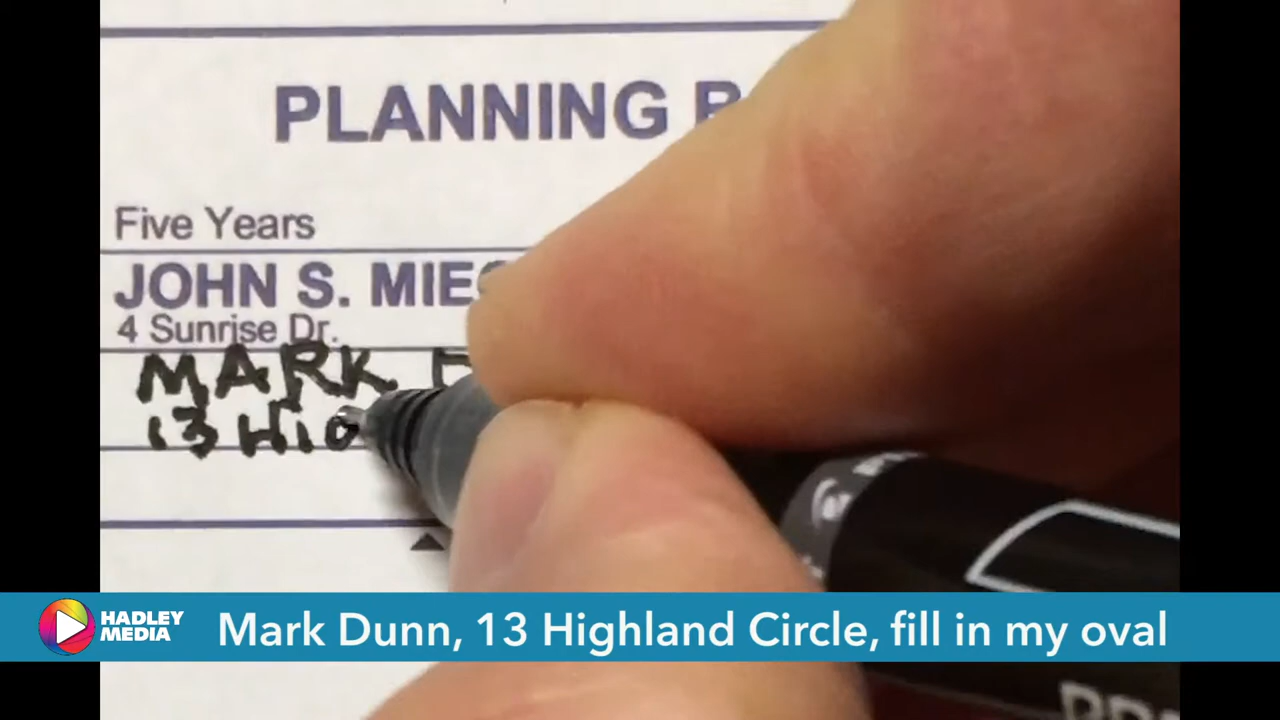 PLANNING B
Five Years
JOHN S. MIES
4 Sunrise Dr.
MARK D
13 Hig
HADLEY
MEDIA
Mark Dunn, 13 Highland Circle, fill in my oval